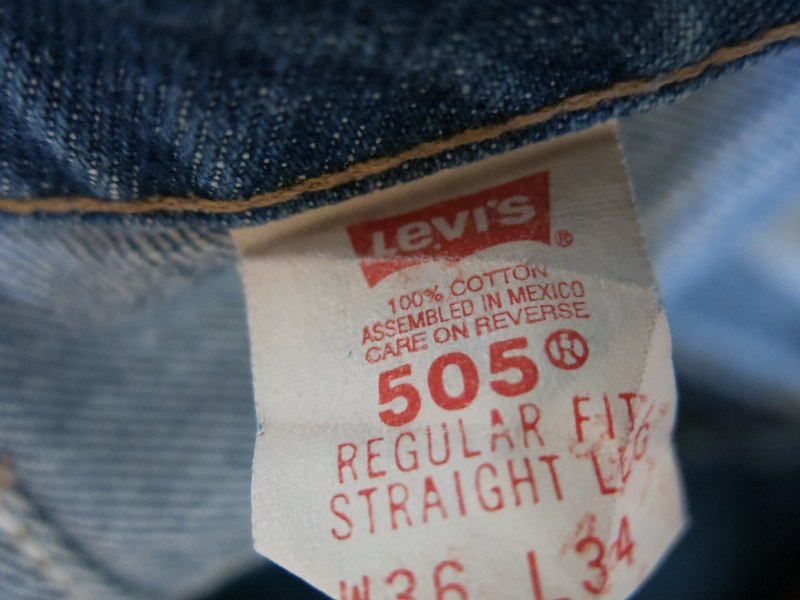 Levi's ®
100% COTTON
ASSEMBLED IN MEXICO
CARE ON REVERSE
505 K
REGULAR FIT
STRAIGHT LEG
W36 L34